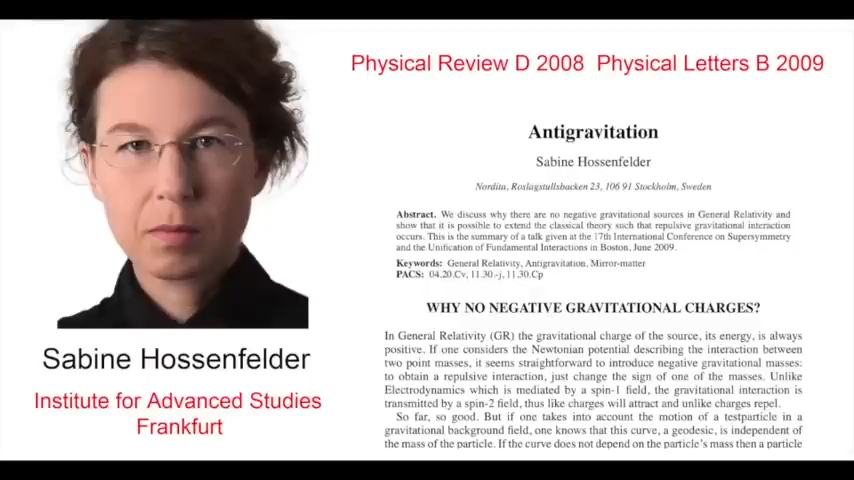 Physical Review D 2008 Physical Letters B 2009
Antigravitation
Sabine Hossenfelder
Nordita, Roslagstullsbacken 23, 106 91 Stockholm, Sweden
Abstract. We discuss why there are no negative gravitational sources in General Relativity and
show that it is possible to extend the classical theory such that repulsive gravitational interaction
occurs. This is the summary of a talk given at the 17th International Conference on Supersymmetry
and the Unification of Fundamental Interactions in Boston, June 2009.
Keywords: General Relativity, Antigravitation, Mirror-matter
PACS: 04.20.Cv, 11.30.-j, 11.30.Cp
WHY NO NEGATIVE GRAVITATIONAL CHARGES?
In General Relativity (GR) the gravitational charge of the source, its energy, is always
positive. If one considers the Newtonian potential describing the interaction between
two point masses, it seems straightforward to introduce negative gravitational masses:
to obtain a repulsive interaction, just change the sign of one of the masses. Unlike
Electrodynamics which is mediated by a spin-1 field, the gravitational interaction is
transmitted by a spin-2 field, thus like charges will attract and unlike charges repel.
So far, so good. But if one takes into account the motion of a testparticle in a
gravitational background field, one knows that this curve, a geodesic, is independent of
the mass of the particle. If the curve does not depend on the particle's mass then a particle
Sabine Hossenfelder
Institute for Advanced Studies
Frankfurt